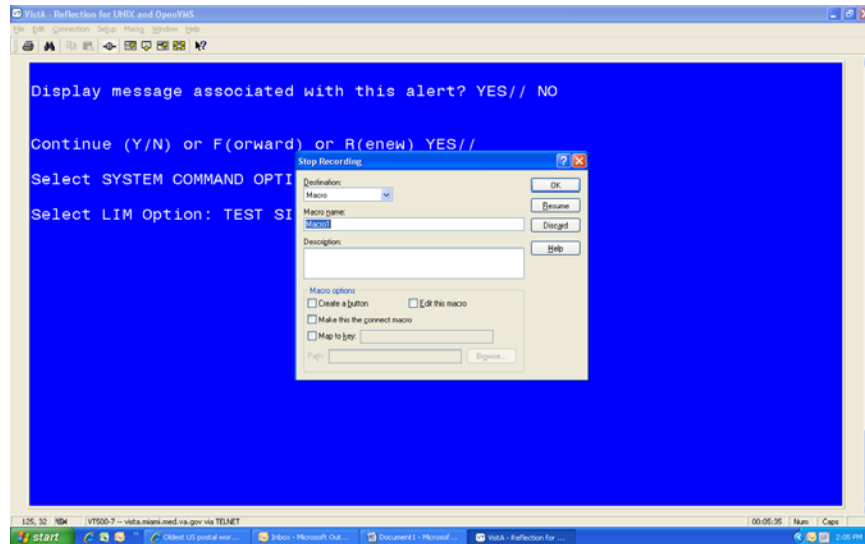 VistA - Reflection for UNIX and OpenVMS
File Edit Connection Setup Macro Window Help
Display message associated with this alert? YES// NO
Continue (Y/N) or F(orward) or R(enew) YES//
Select SYSTEM COMMAND OPTI
Select LIM Option: TEST SI
Stop Recording
Destination:
Macro
OK
Resume
Macro name:
Macro1
Discard
Description:
Help
Macro options
Create a button
Edit this macro
Make this the connect macro
Map to key:
Path:
Browse...
125, 32
VT500-7 -- vista.miami.med.va.gov via TELNET
00:05:35
Num
Caps
start
Oldest US postal wor...
Inbox - Microsoft Out...
Document1 - Microsof...
VistA - Reflection for ...
2:05 PM